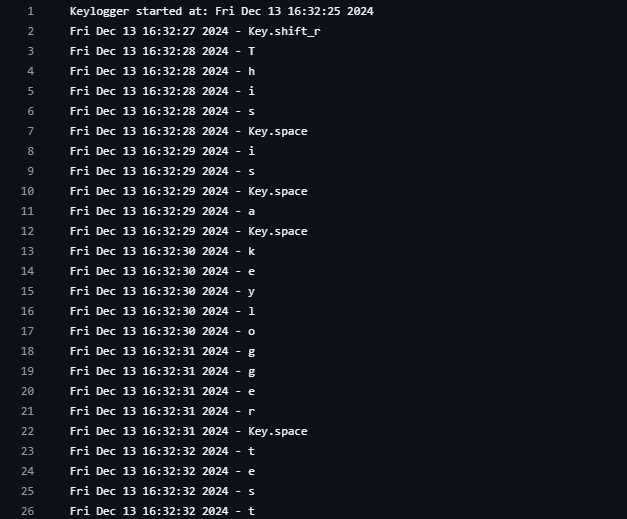 1 Keylogger started at: Fri Dec 13 16:32:25 2024
2 Fri Dec 13 16:32:27 2024 - Key.shift_r
3 Fri Dec 13 16:32:28 2024 - T
4 Fri Dec 13 16:32:28 2024 - h
5 Fri Dec 13 16:32:28 2024 - i
6 Fri Dec 13 16:32:28 2024 - s
7 Fri Dec 13 16:32:28 2024 - Key.space
8 Fri Dec 13 16:32:29 2024 - i
9 Fri Dec 13 16:32:29 2024 - s
10 Fri Dec 13 16:32:29 2024 - Key.space
11 Fri Dec 13 16:32:29 2024 - a
12 Fri Dec 13 16:32:29 2024 - Key.space
13 Fri Dec 13 16:32:30 2024 - k
14 Fri Dec 13 16:32:30 2024 - e
15 Fri Dec 13 16:32:30 2024 - y
16 Fri Dec 13 16:32:30 2024 - l
17 Fri Dec 13 16:32:30 2024 - o
18 Fri Dec 13 16:32:31 2024 - g
19 Fri Dec 13 16:32:31 2024 - g
20 Fri Dec 13 16:32:31 2024 - e
21 Fri Dec 13 16:32:31 2024 - r
22 Fri Dec 13 16:32:31 2024 - Key.space
23 Fri Dec 13 16:32:32 2024 - t
24 Fri Dec 13 16:32:32 2024 - e
25 Fri Dec 13 16:32:32 2024 - s
26 Fri Dec 13 16:32:32 2024 - t